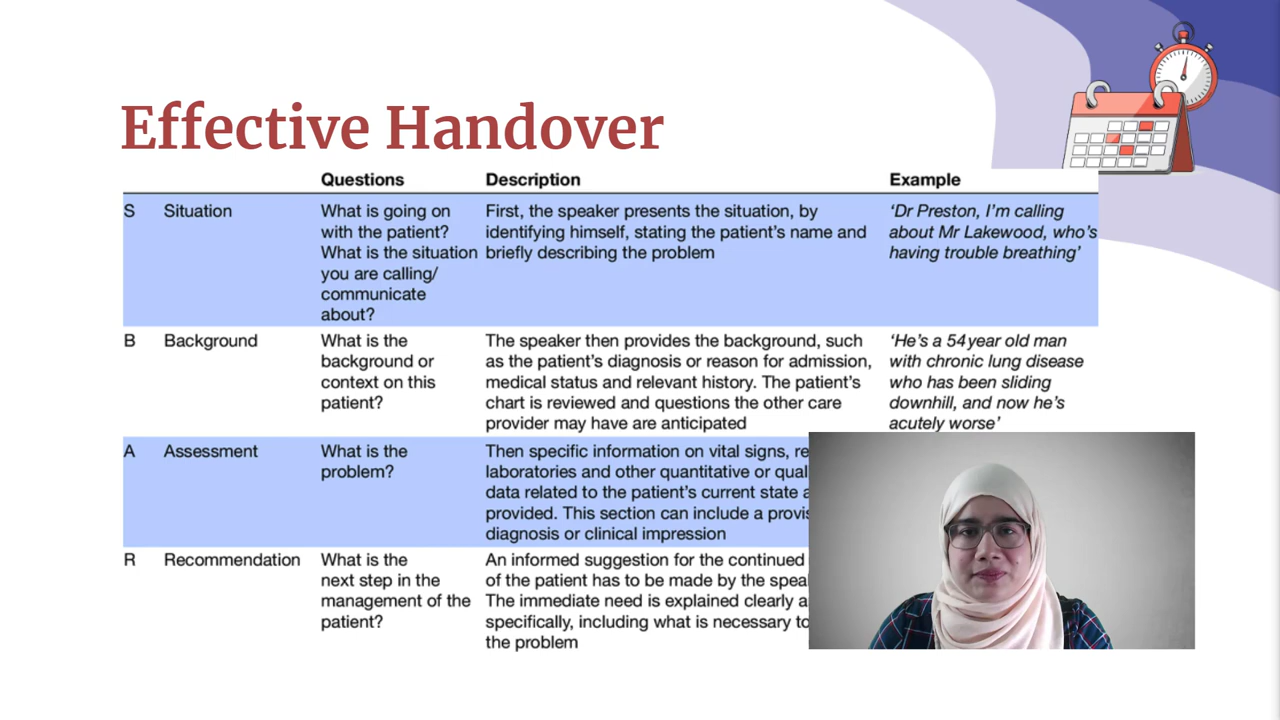 Effective Handover
Questions Description Example
S Situation What is going on First, the speaker presents the situation, by ‘Dr Preston, I’m calling
with the patient? identifying himself, stating the patient’s name and about Mr Lakewood, who’s
What is the situation briefly describing the problem having trouble breathing’
you are calling/
communicate
about?
B Background What is the The speaker then provides the background, such ‘He’s a 54 year old man
background or as the patient’s diagnosis or reason for admission, with chronic lung disease
context on this medical status and relevant history. The patient’s who has been sliding
patient? chart is reviewed and questions the other care downhill, and now he’s
provider may have are anticipated acutely worse’
A Assessment What is the Then specific information on vital signs,
problem? laboratories and other quantitative or
data related to the patient’s current state
provided. This section can include a
diagnosis or clinical impression
R Recommendation What is the An informed suggestion for the continued
next step in the of the patient has to be made by the
management of the The immediate need is explained clearly
patient? specifically, including what is necessary to
the problem